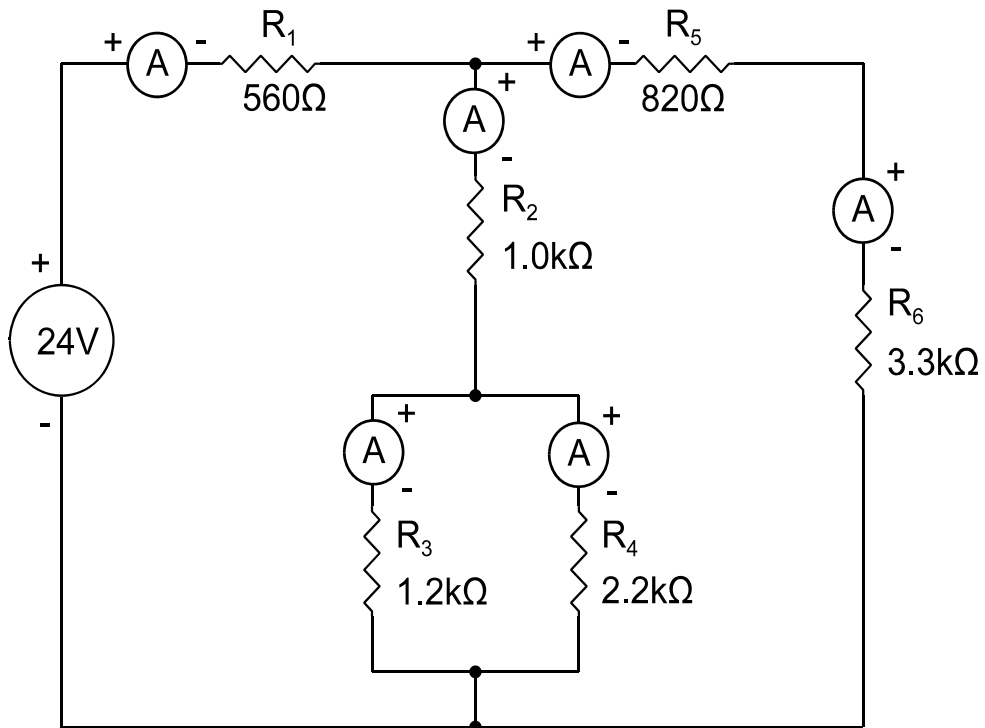 + A - R₁ + A - R₅
560Ω 820Ω
+
A
-
R₂
1.0kΩ
+
A
-
+
24V
-
R₆
3.3kΩ
+ +
A A
- -
R₃ R₄
1.2kΩ 2.2kΩ